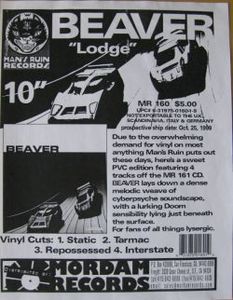 BEAVER
"Lodge"
MAN'S RUIN
RECORDS
10"
MR 160 $5.00
NOT EXPORTABLE TO THE UK,
SCANDINAVIA, ITALY & GERMANY
prospective ship date: Oct. 25, 1999
BEAVER
Due to the overwhelming
demand for vinyl on most
anything Man's Ruin puts out
these days, here's a sweet
PVC edition featuring 4
tracks off the MR 161 CD.
BEAVER lays down a dense
melodic weave of
cyberpsyche soundscape,
with a lurking Doom
sensibility lying just beneath
the surface.
For fans of all things lysergic.
Vinyl Cuts: 1. Static 2. Tarmac
3. Repossessed 4. Interstate
Distributed By
MORDAM
RECORDS